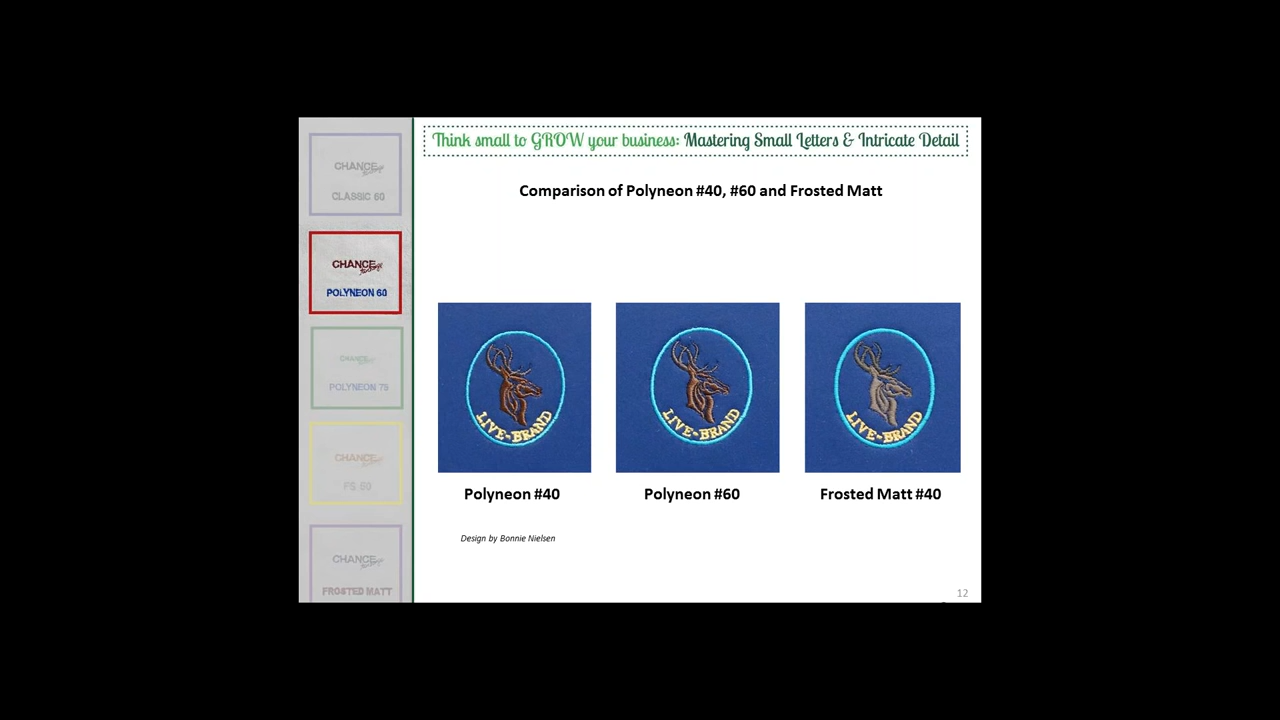 Think small to GROW your business: Mastering Small Letters & Intricate Detail
Comparison of Polyneon #40, #60 and Frosted Matt
CHANCE
CLASSIC 60
CHANCE
POLYNEON 60
CHANCE
POLYNEON 75
CHANCE
FS 60
CHANCE
FROSTED MATT
LIVE-BRAND
LIVE-BRAND
LIVE-BRAND
Polyneon #40
Polyneon #60
Frosted Matt #40
Design by Bonnie Nielsen
12